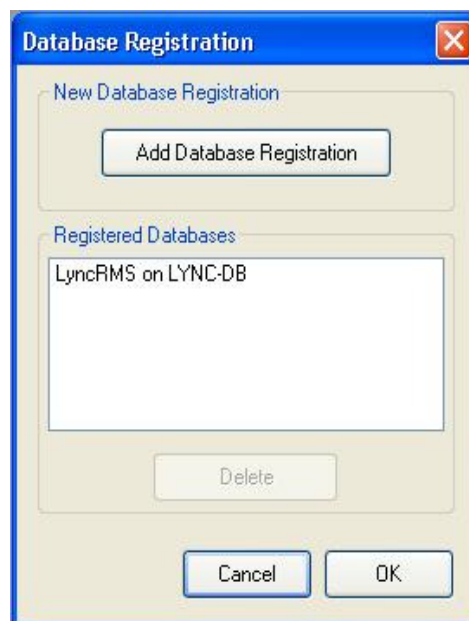 Database Registration
New Database Registration
Add Database Registration
Registered Databases
LyncRMS on LYNC-DB
Delete
Cancel OK